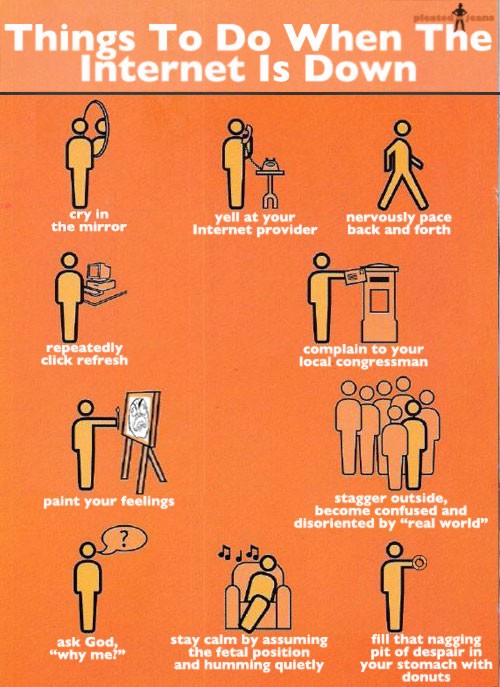 pleated jeans
Things To Do When The
Internet Is Down
cry in
the mirror
yell at your
Internet provider
nervously pace
back and forth
repeatedly
click refresh
complain to your
local congressman
paint your feelings
stagger outside,
become confused and
disoriented by “real world”
?
ask God,
“why me?”
stay calm by assuming
the fetal position
and humming quietly
fill that nagging
pit of despair in
your stomach with
donuts